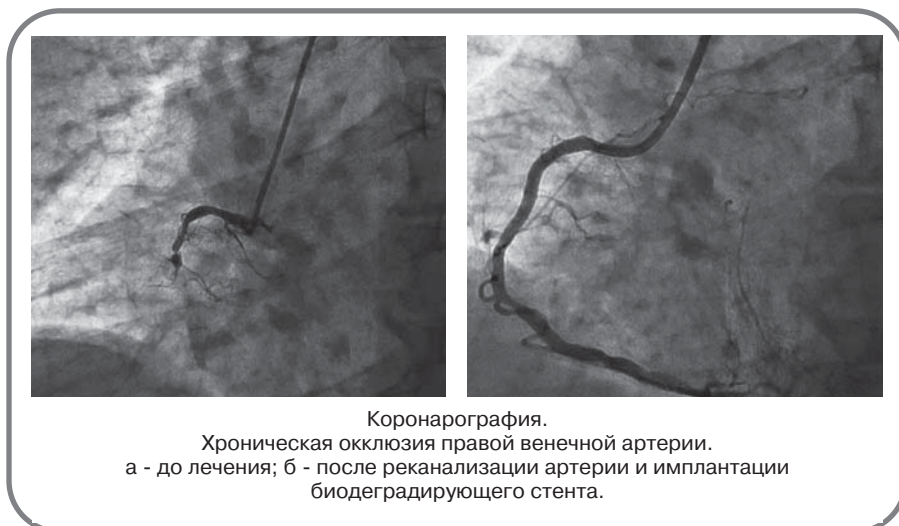 Коронарография.
Хроническая окклюзия правой венечной артерии.
а - до лечения; б - после реканализации артерии и имплантации
биодеградирующего стента.